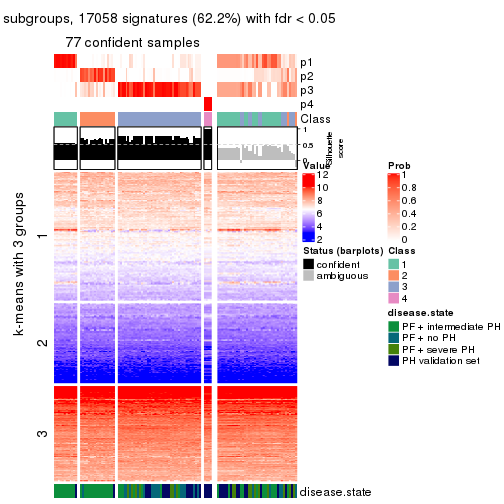 subgroups, 17058 signatures (62.2%) with fdr < 0.05
77 confident samples
p1
p2
p3
p4
Class
1
0.5
0
Silhouette
score
k-means with 3 groups
1
2
3
Value
12
10
8
6
4
2
Prob
1
0.8
0.6
0.4
0.2
0
Status (barplots)
confident
ambiguous
Class
1
2
3
4
disease.state
PF + intermediate PH
PF + no PH
PF + severe PH
PH validation set
disease.state